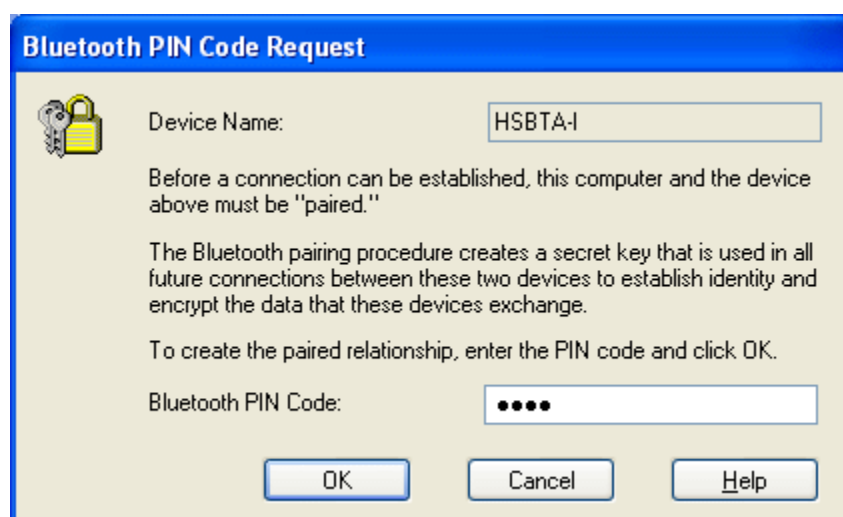 Bluetooth PIN Code Request
Device Name: HSBTA-I
Before a connection can be established, this computer and the device
above must be "paired."
The Bluetooth pairing procedure creates a secret key that is used in all
future connections between these two devices to establish identity and
encrypt the data that these devices exchange.
To create the paired relationship, enter the PIN code and click OK.
Bluetooth PIN Code: ●●●●
OK Cancel Help